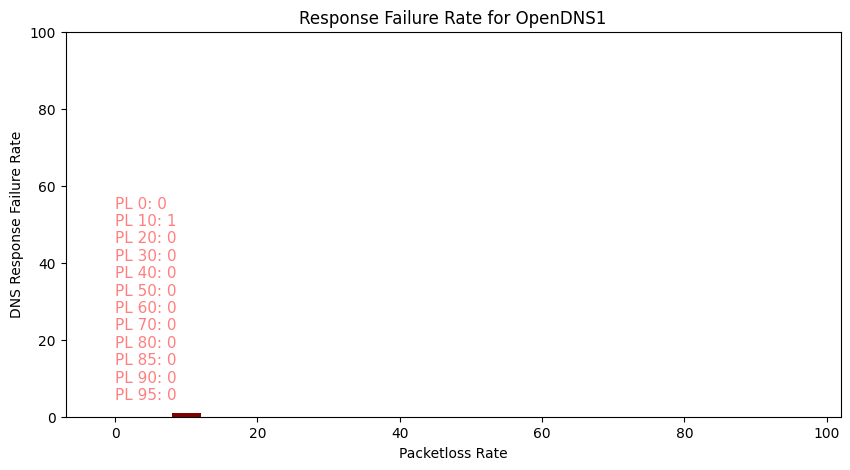 Response Failure Rate for OpenDNS1
DNS Response Failure Rate
100
80
60
40
20
0
PL 0: 0
PL 10: 1
PL 20: 0
PL 30: 0
PL 40: 0
PL 50: 0
PL 60: 0
PL 70: 0
PL 80: 0
PL 85: 0
PL 90: 0
PL 95: 0
0 20 40 60 80 100
Packetloss Rate